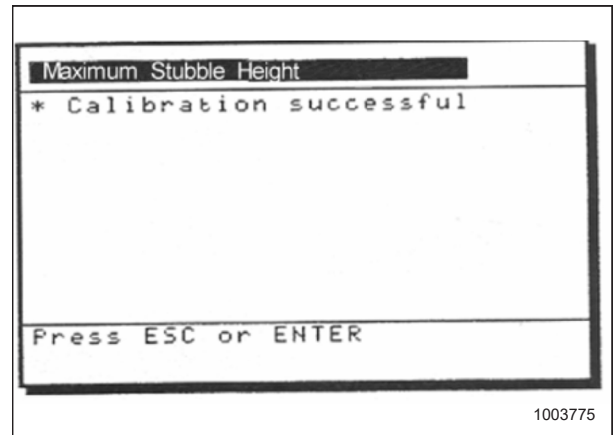 Maximum Stubble Height
* Calibration successful
Press ESC or ENTER
1003775